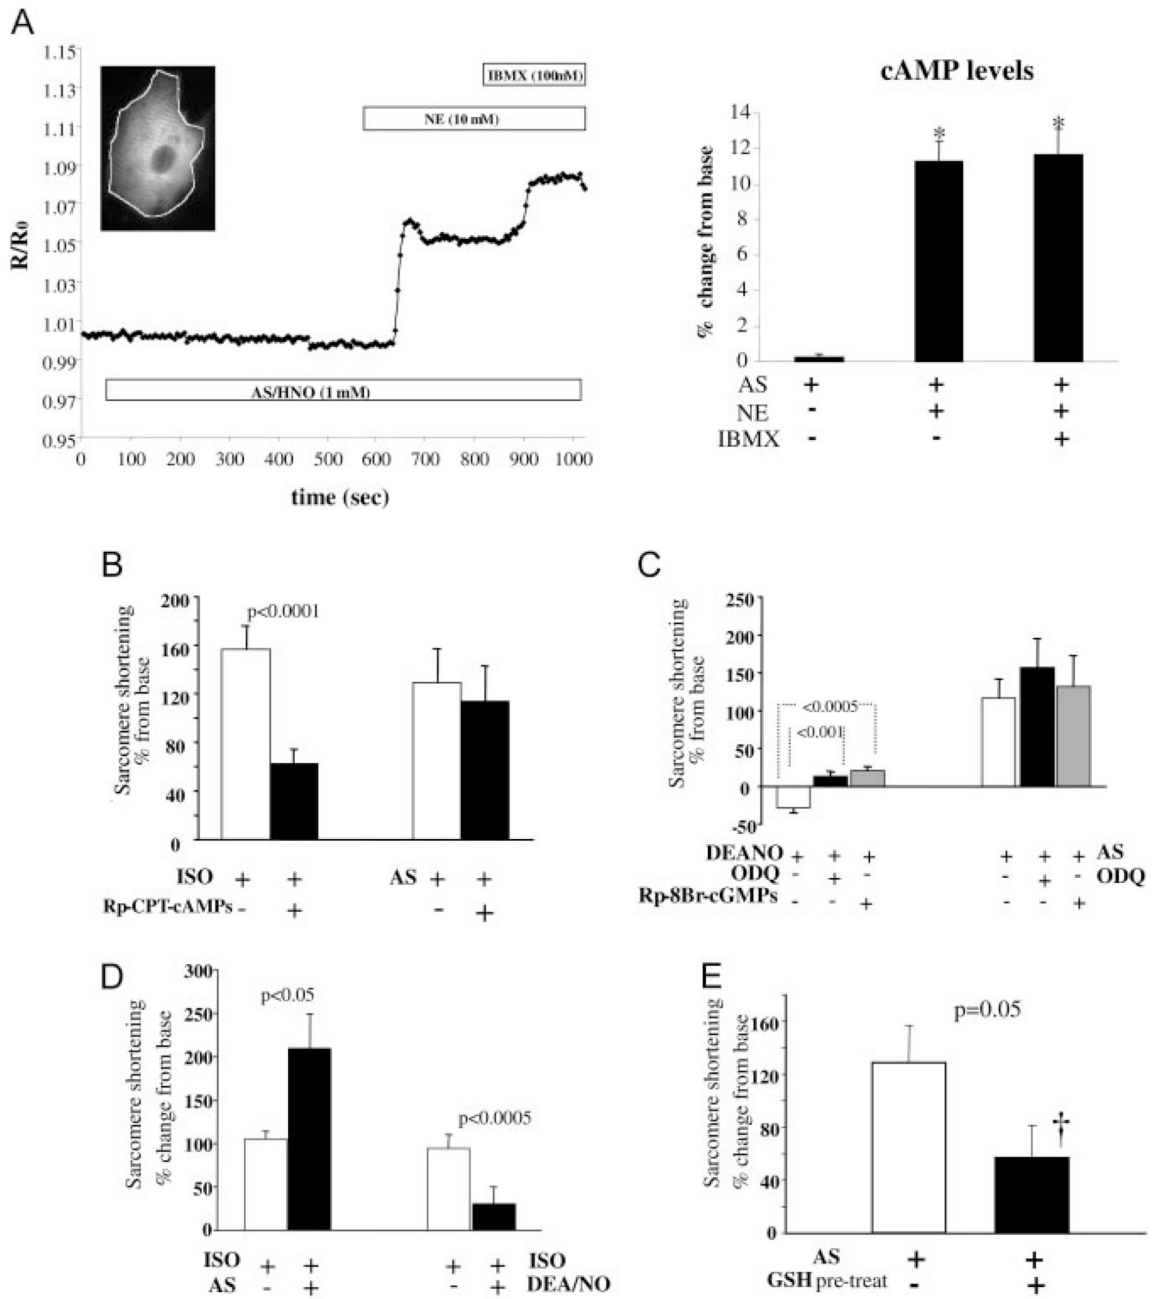 A
1.15
1.13
1.11
1.09
1.07
1.05
1.03
1.01
0.99
0.97
0.95
R/R0
IBMX (100mM)
NE (10 mM)
AS/HNO (1 mM)
0 100 200 300 400 500 600 700 800 900 1000
time (sec)
cAMP levels
% change from base
14
12
10
8
6
4
2
0
* *
AS + + +
NE - + +
IBMX - - +
B
Sarcomere shortening
% from base
200
160
120
80
40
0
p<0.0001
ISO + + AS + +
Rp-CPT-cAMPs - + - +
C
Sarcomere shortening
% from base
250
200
150
100
50
0
-50
<0.0005
<0.001
DEANO + + + + + + AS
ODQ - + - - + - ODQ
Rp-8Br-cGMPs - - + - - +
D
Sarcomere shortening
% change from base
300
250
200
150
100
50
0
p<0.05
p<0.0005
ISO + + + + ISO
AS - + - + DEA/NO
E
Sarcomere shortening
% change from base
160
120
80
40
0
p=0.05
†
AS + +
GSH pre-treat - +